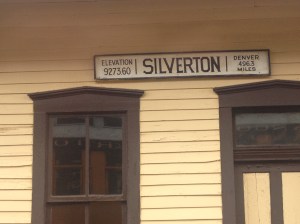 ELEVATION
9273.60
SILVERTON
DENVER
496.3
MILES